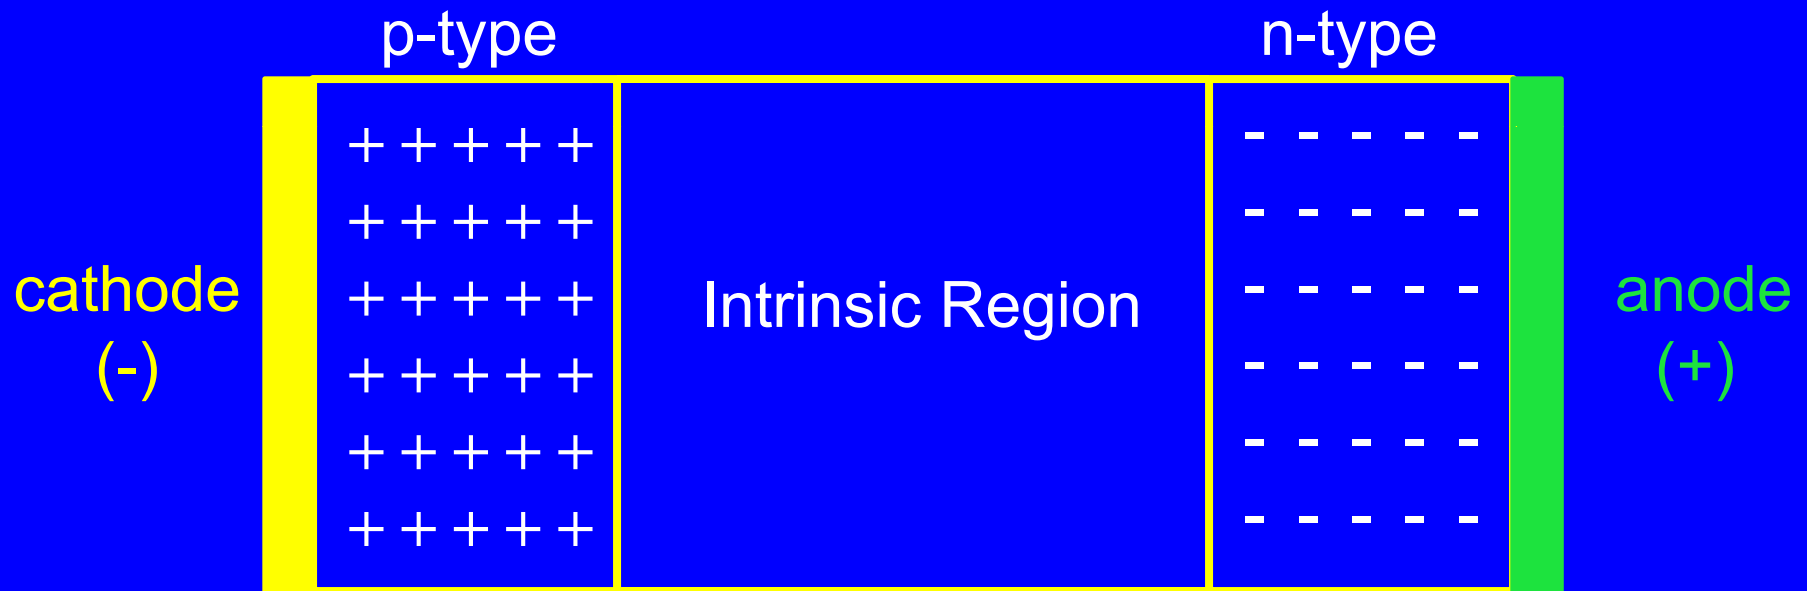 p-type
n-type
+ + + + +
- - - - -
+ + + + +
- - - - -
cathode
(-)
+ + + + +
Intrinsic Region
- - - - -
anode
(+)
+ + + + +
- - - - -
+ + + + +
- - - - -
+ + + + +
- - - - -